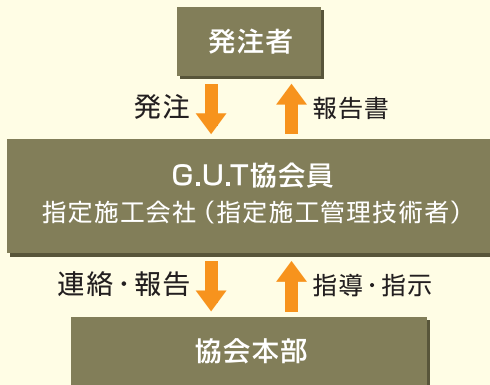 発注者
発注
報告書
G.U.T協会員
指定施工会社（指定施工管理技術者）
連絡・報告
指導・指示
協会本部